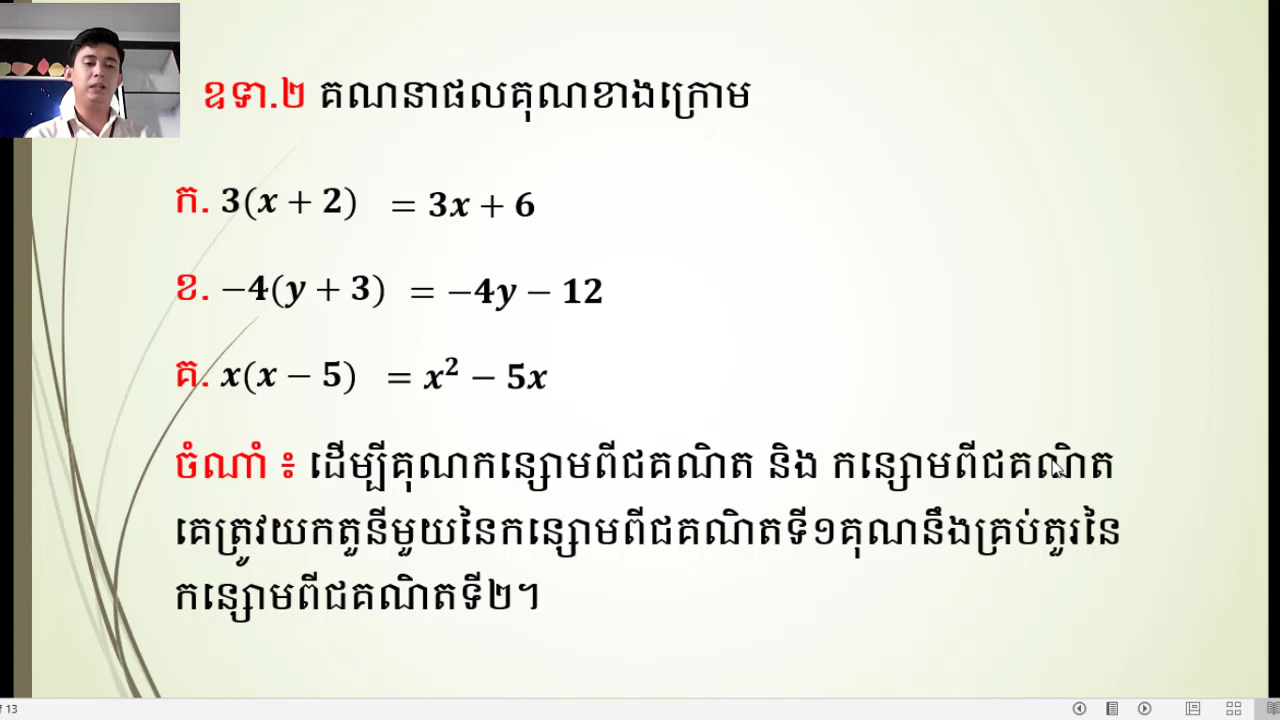 ឧទា.២ គណនាផលគុណខាងក្រោម
ក. 3(x + 2) = 3x + 6
ខ. −4(y + 3) = −4y − 12
គ. x(x − 5) = x² − 5x
ចំណាំ ៖ ដើម្បីគុណកន្សោមពីជគណិត និង កន្សោមពីជគណិត
គេត្រូវយកតួនីមួយនៃកន្សោមពីជគណិតទី១គុណនឹងគ្រប់តួរនៃ
កន្សោមពីជគណិតទី២។
f 13